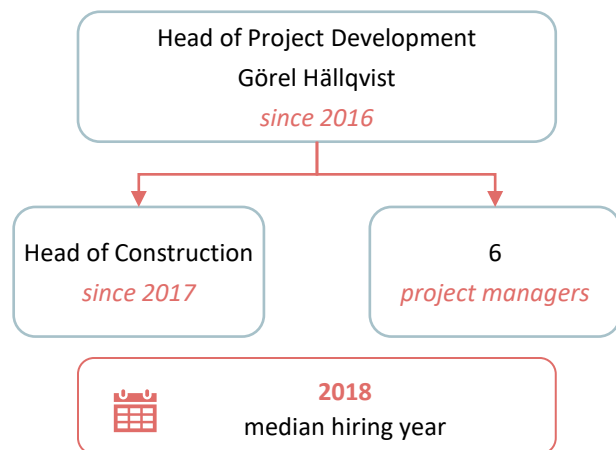 Head of Project Development
Görel Hällqvist
since 2016
Head of Construction
since 2017
6
project managers
2018
median hiring year